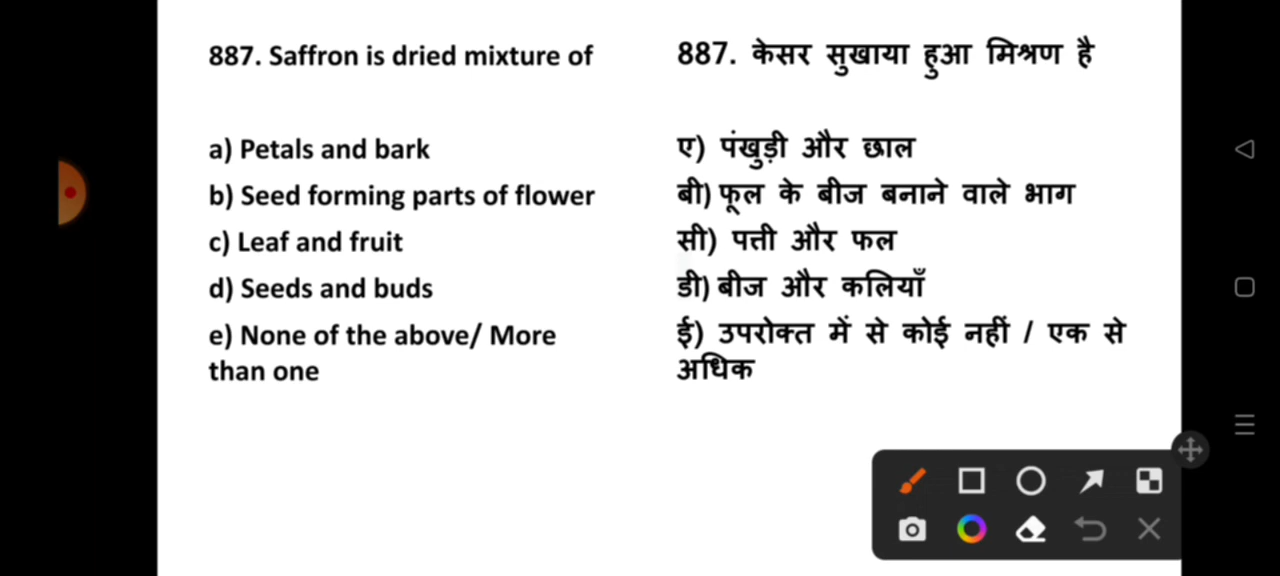 887. Saffron is dried mixture of
a) Petals and bark
b) Seed forming parts of flower
c) Leaf and fruit
d) Seeds and buds
e) None of the above/ More
than one
887. केसर सुखाया हुआ मिश्रण है
ए) पंखुड़ी और छाल
बी) फूल के बीज बनाने वाले भाग
सी) पत्ती और फल
डी) बीज और कलियाँ
ई) उपरोक्त में से कोई नहीं / एक से
अधिक